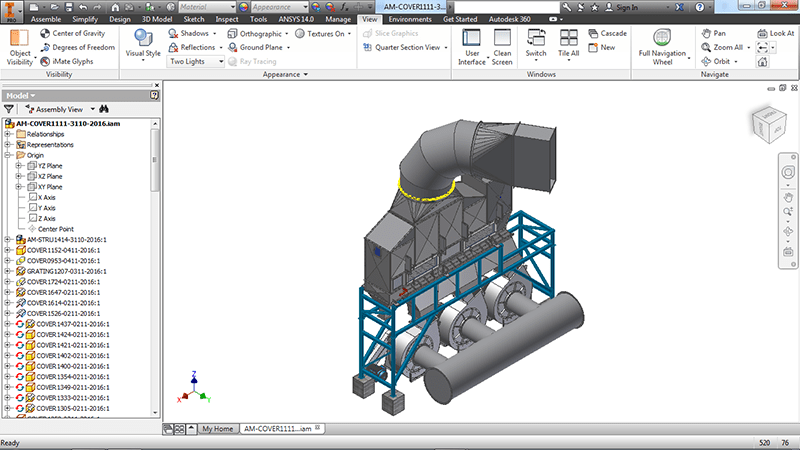 Material
Appearance
AM-COVER1111-3
Sign In
PRO
Assemble Simplify Design 3D Model Sketch Inspect Tools ANSYS 14.0 Manage View Environments Get Started Autodesk 360
Object Visibility
Center of Gravity
Degrees of Freedom
iMate Glyphs
Visibility
Visual Style
Shadows
Reflections
Two Lights
Orthographic
Ground Plane
Ray Tracing
Textures On
Appearance
Slice Graphics
Quarter Section View
User Interface
Clean Screen
Switch
Tile All
Cascade
New
Windows
Full Navigation Wheel
Pan
Zoom All
Orbit
Look At
Navigate
Model
Assembly View
AM-COVER1111-3110-2016.iam
Relationships
Representations
Origin
YZ Plane
XZ Plane
XY Plane
X Axis
Y Axis
Z Axis
Center Point
AM-STRU1414-3110-2016:1
COVER1152-0411-2016:1
COVER0953-0411-2016:1
GRATING1207-0311-2016:1
COVER1724-0211-2016:1
COVER1647-0211-2016:1
COVER1614-0211-2016:1
COVER1526-0211-2016:1
COVER1437-0211-2016:1
COVER1424-0211-2016:1
COVER1421-0211-2016:1
COVER1402-0211-2016:1
COVER1400-0211-2016:1
COVER1354-0211-2016:1
COVER1349-0211-2016:1
COVER1333-0211-2016:1
COVER1305-0211-2016:1
Z
X
Y
My Home
AM-COVER1111....iam
Ready
520 76